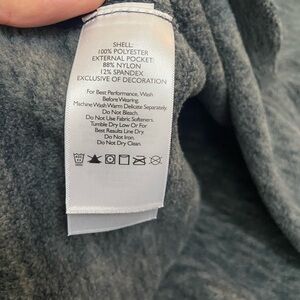 SHELL:
100% POLYESTER
EXTERNAL POCKET:
88% NYLON
12% SPANDEX
EXCLUSIVE OF DECORATION
For Best Performance, Wash
Before Wearing.
Machine Wash Warm Delicate Separately
Do Not Bleach.
Do Not Use Fabric Softeners.
Tumble Dry Low Or For
Best Results Line Dry.
Do Not Iron.
Do Not Dry Clean.